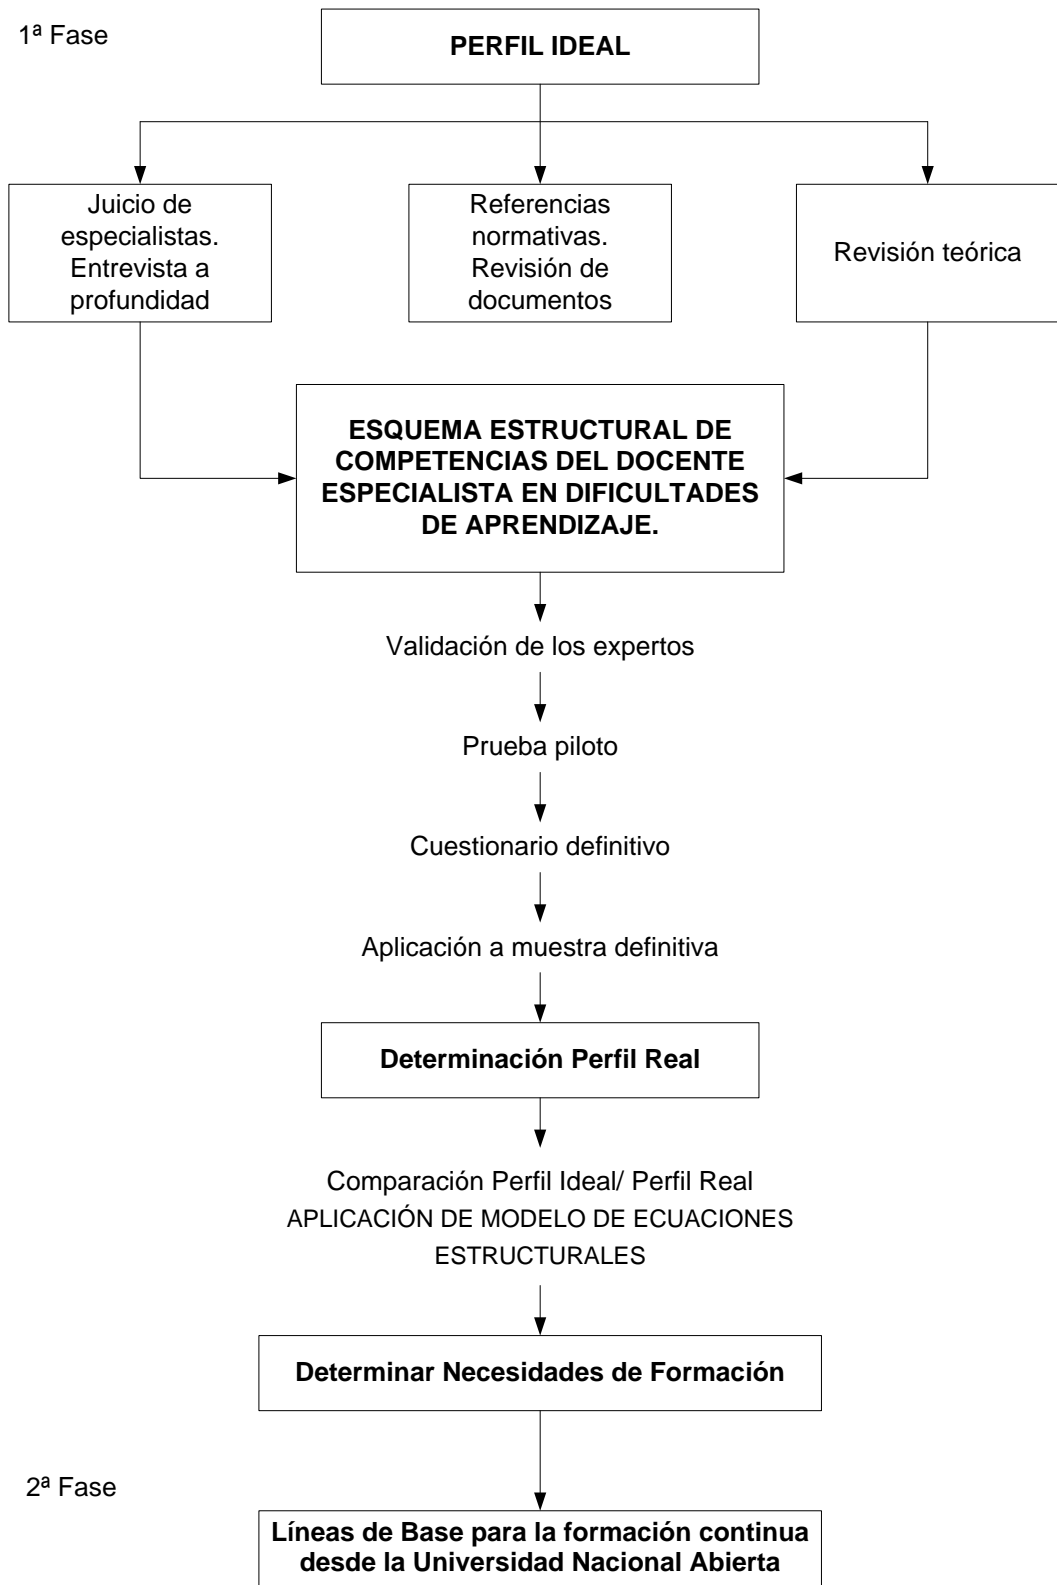 1ª Fase
PERFIL IDEAL
Juicio de
especialistas.
Entrevista a
profundidad
Referencias
normativas.
Revisión de
documentos
Revisión teórica
ESQUEMA ESTRUCTURAL DE
COMPETENCIAS DEL DOCENTE
ESPECIALISTA EN DIFICULTADES
DE APRENDIZAJE.
Validación de los expertos
Prueba piloto
Cuestionario definitivo
Aplicación a muestra definitiva
Determinación Perfil Real
Comparación Perfil Ideal/ Perfil Real
APLICACIÓN DE MODELO DE ECUACIONES
ESTRUCTURALES
Determinar Necesidades de Formación
2ª Fase
Líneas de Base para la formación continua
desde la Universidad Nacional Abierta